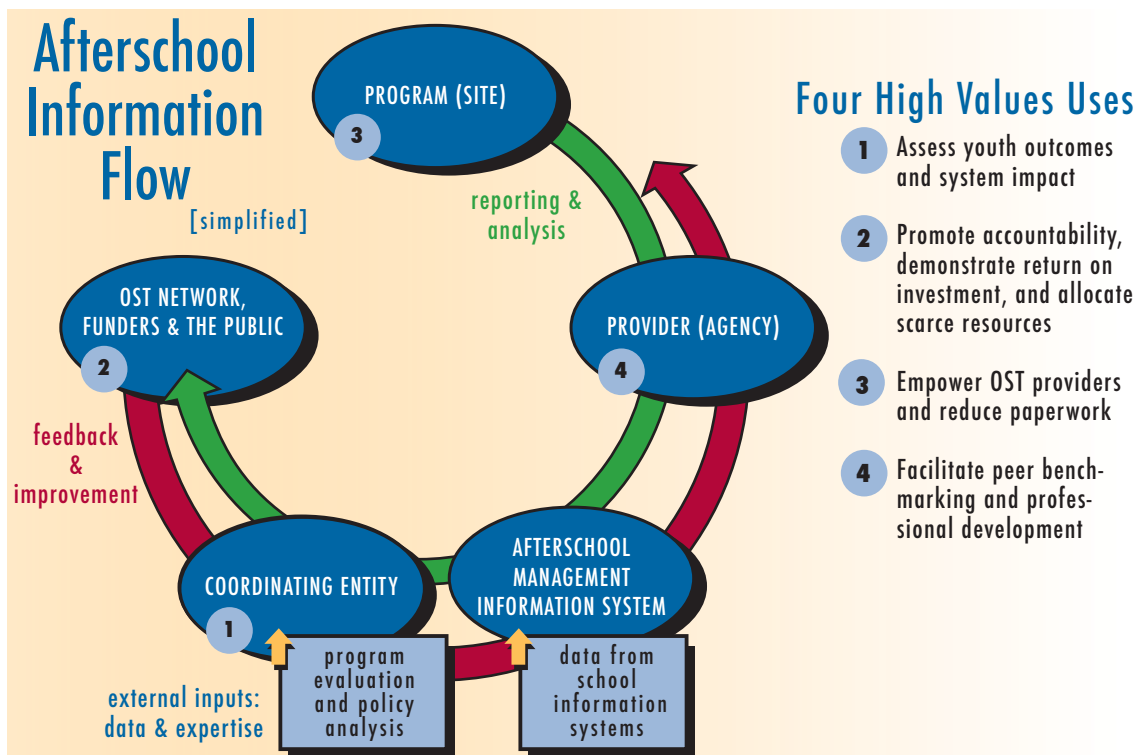 Afterschool
Information
Flow
[simplified]
PROGRAM (SITE)
3
reporting &
analysis
OST NETWORK,
FUNDERS & THE PUBLIC
2
PROVIDER (AGENCY)
4
feedback
&
improvement
COORDINATING ENTITY
1
AFTERSCHOOL
MANAGEMENT
INFORMATION SYSTEM
external inputs:
data & expertise
program
evaluation
and policy
analysis
data from
school
information
systems
Four High Values Uses
1 Assess youth outcomes
and system impact
2 Promote accountability,
demonstrate return on
investment, and allocate
scarce resources
3 Empower OST providers
and reduce paperwork
4 Facilitate peer bench-
marking and profes-
sional development